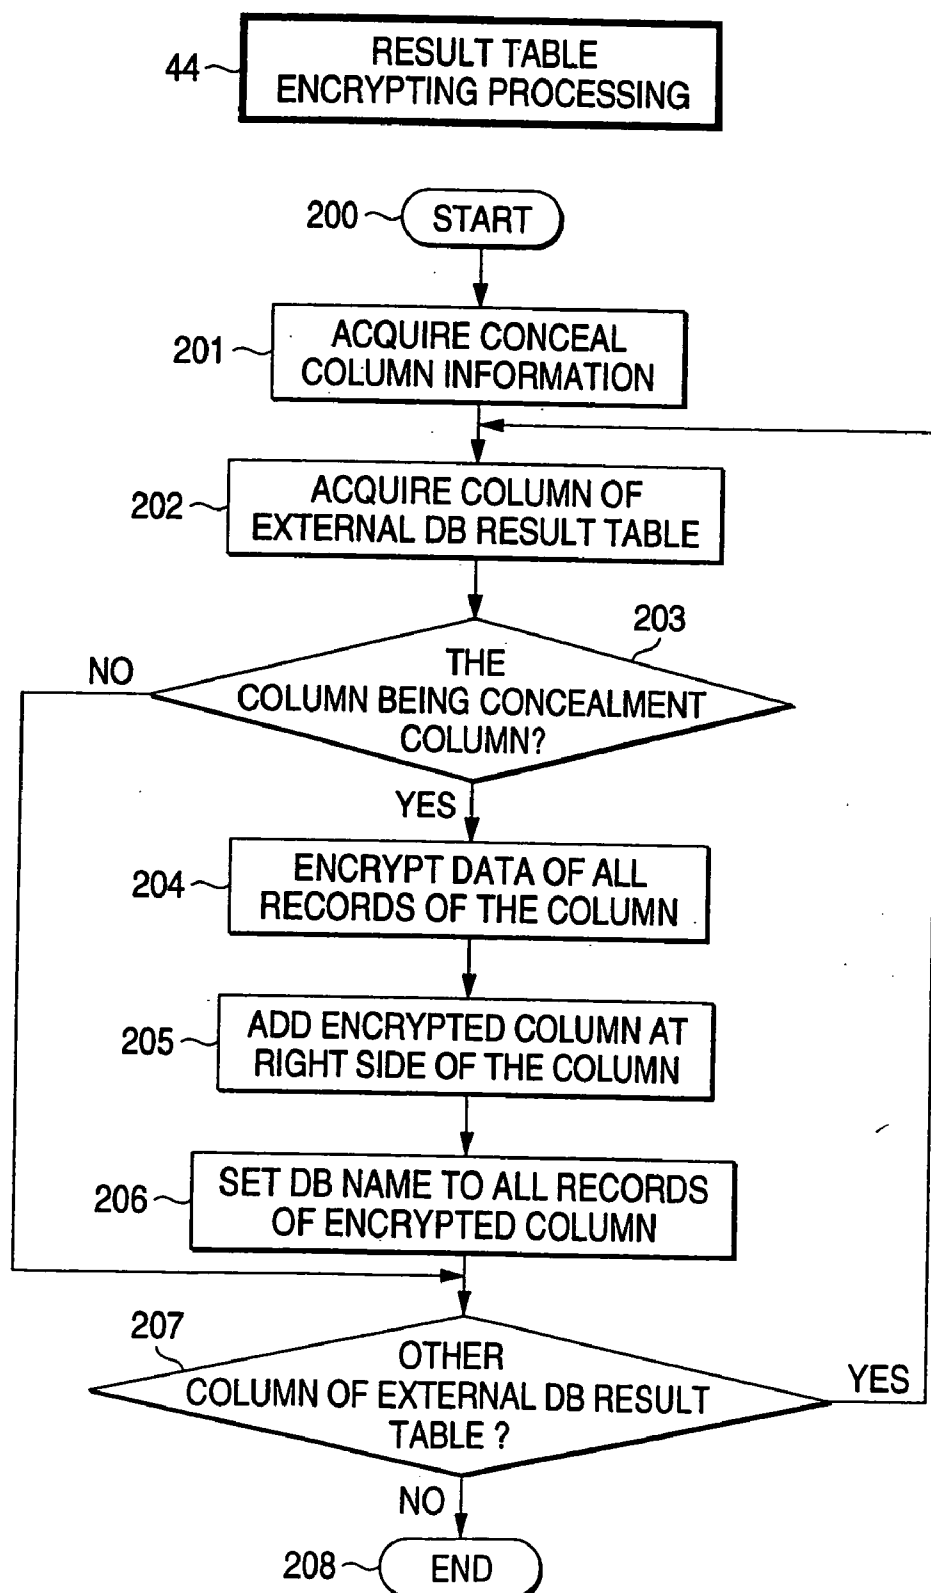 44
RESULT TABLE
ENCRYPTING PROCESSING
200
START
201
ACQUIRE CONCEAL
COLUMN INFORMATION
202
ACQUIRE COLUMN OF
EXTERNAL DB RESULT TABLE
203
NO
THE
COLUMN BEING CONCEALMENT
COLUMN?
YES
204
ENCRYPT DATA OF ALL
RECORDS OF THE COLUMN
205
ADD ENCRYPTED COLUMN AT
RIGHT SIDE OF THE COLUMN
206
SET DB NAME TO ALL RECORDS
OF ENCRYPTED COLUMN
207
OTHER
COLUMN OF EXTERNAL DB RESULT
TABLE ?
YES
NO
208
END